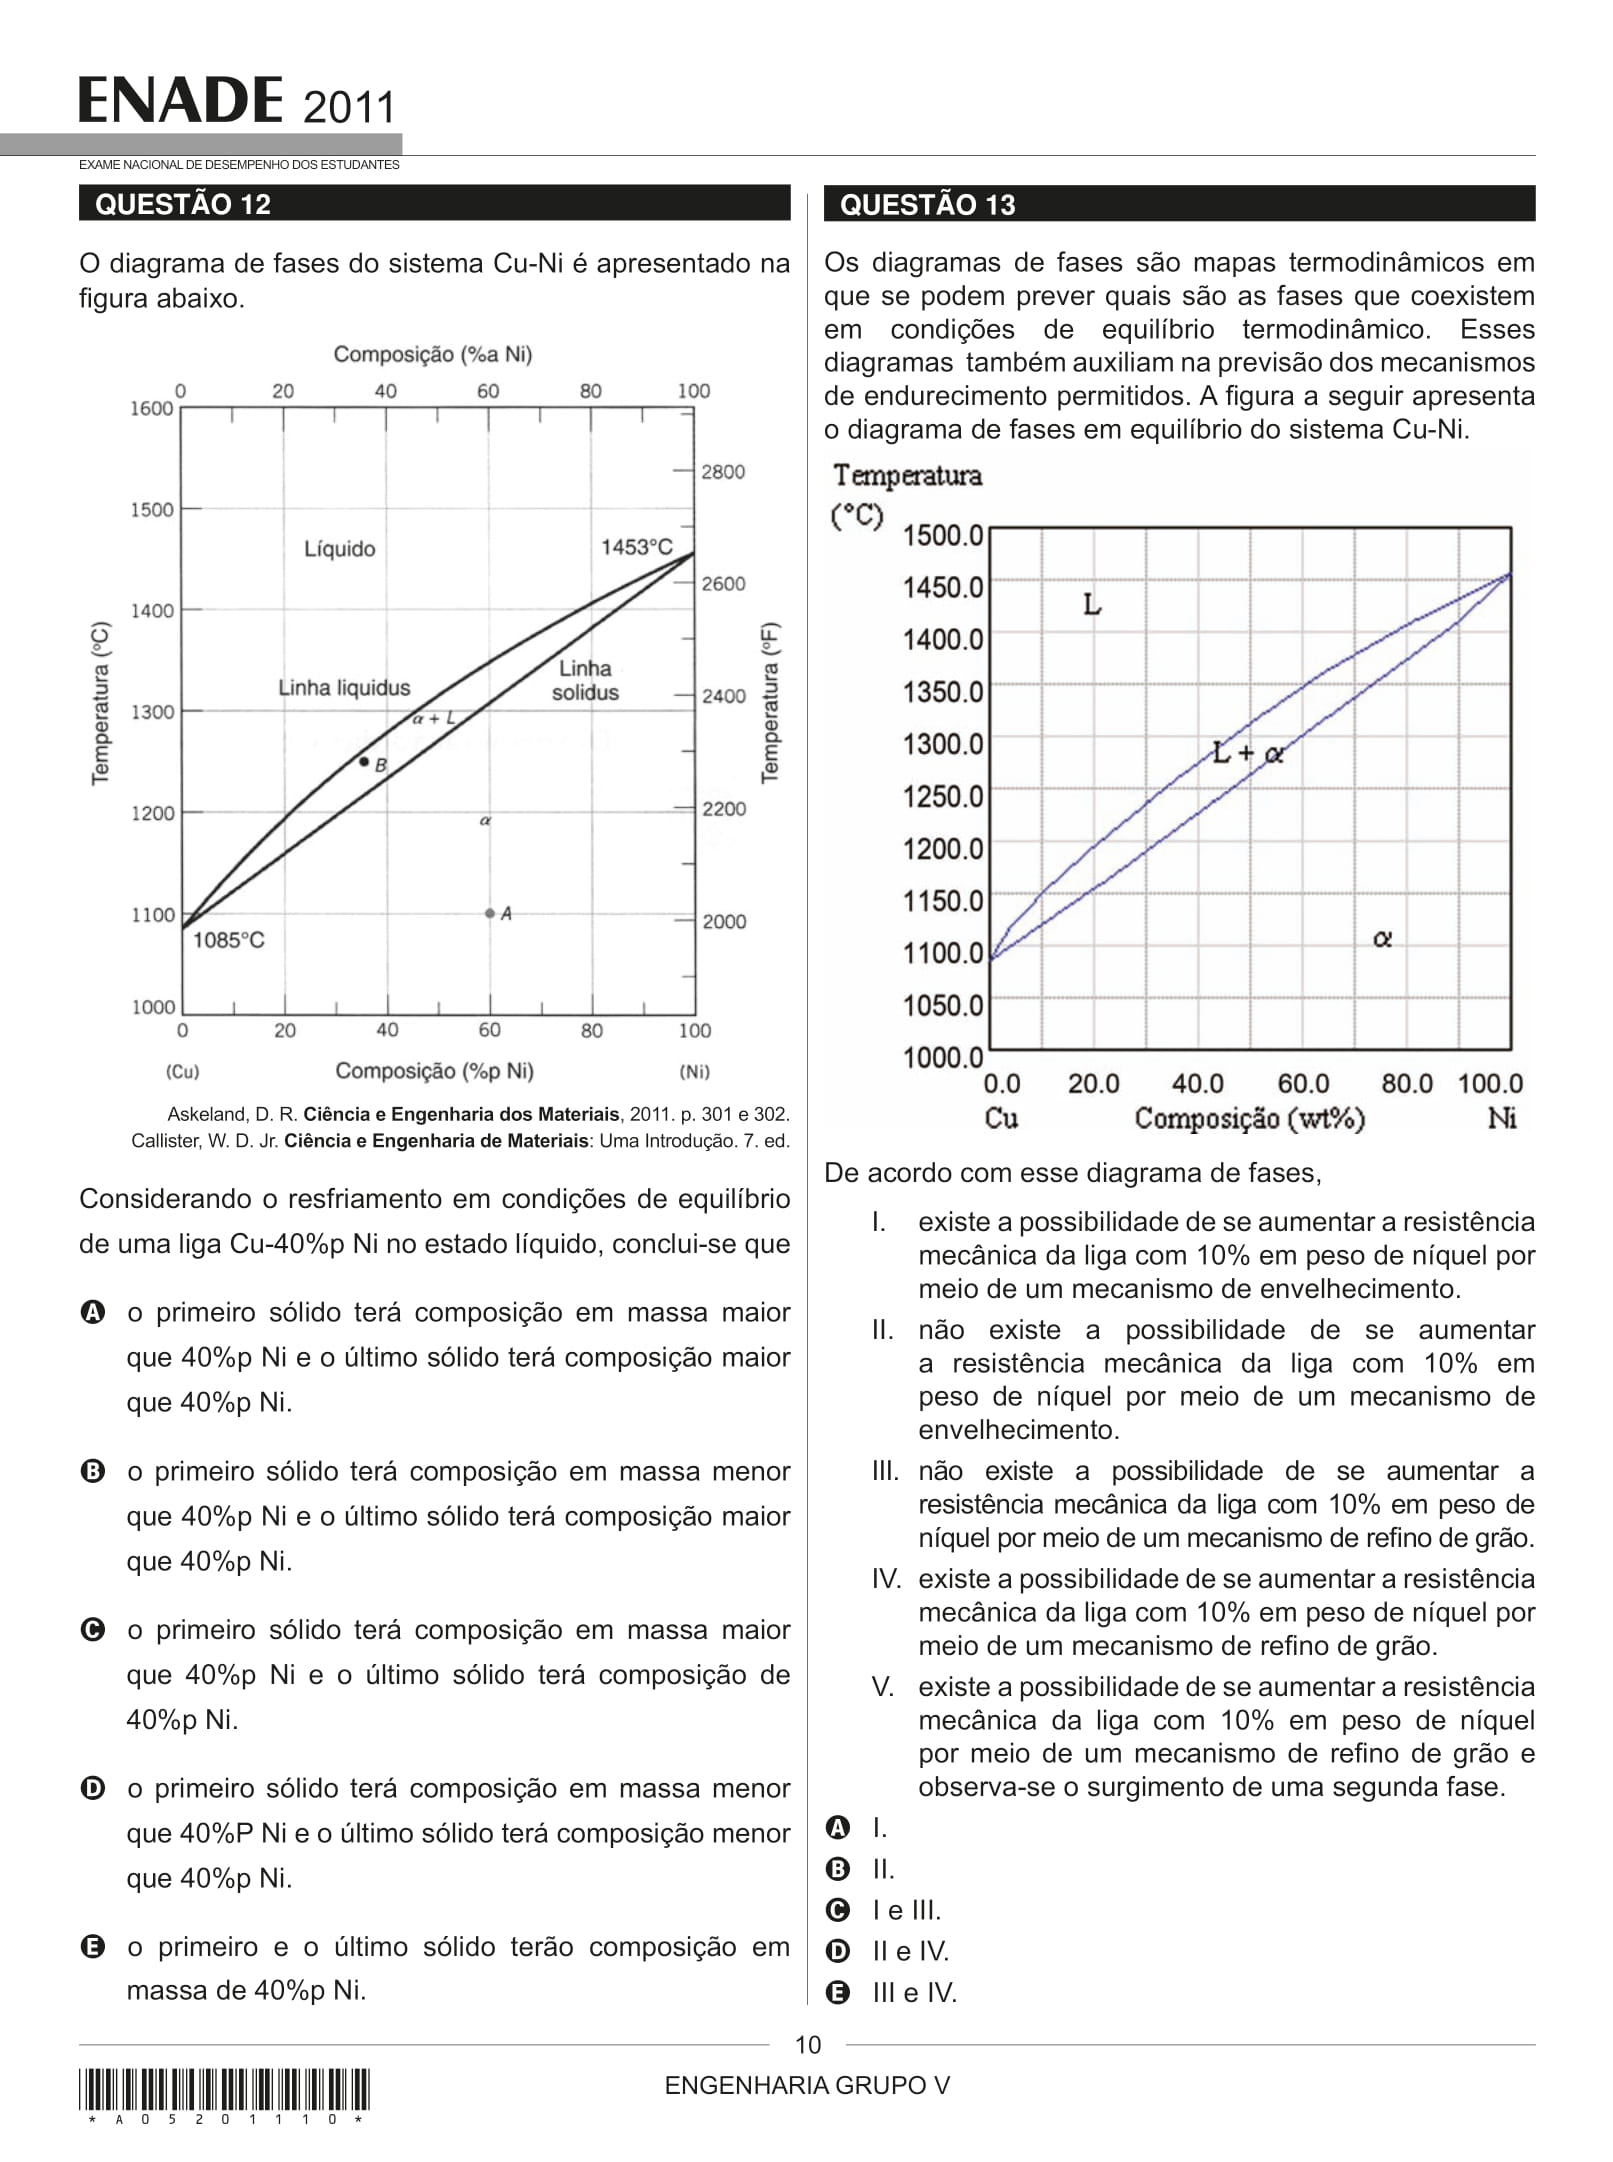 ENADE 2011
EXAME NACIONAL DE DESEMPENHO DOS ESTUDANTES
QUESTÃO 12
O diagrama de fases do sistema Cu-Ni é apresentado na
figura abaixo.
Composição (%a Ni)
0 20 40 60 80 100
1600
2800
1500
Líquido
1453°C
2600
1400
Temperatura (°C)
Temperatura (°F)
Linha liquidus
Linha
solidus
2400
1300
α + L
B
1200
2200
α
1100
A
2000
1085°C
1000
0 20 40 60 80 100
(Cu) Composição (%p Ni) (Ni)
Askeland, D. R. Ciência e Engenharia dos Materiais, 2011. p. 301 e 302.
Callister, W. D. Jr. Ciência e Engenharia de Materiais: Uma Introdução. 7. ed.
Considerando o resfriamento em condições de equilíbrio
de uma liga Cu-40%p Ni no estado líquido, conclui-se que
A o primeiro sólido terá composição em massa maior
que 40%p Ni e o último sólido terá composição maior
que 40%p Ni.
B o primeiro sólido terá composição em massa menor
que 40%p Ni e o último sólido terá composição maior
que 40%p Ni.
C o primeiro sólido terá composição em massa maior
que 40%p Ni e o último sólido terá composição de
40%p Ni.
D o primeiro sólido terá composição em massa menor
que 40%P Ni e o último sólido terá composição menor
que 40%p Ni.
E o primeiro e o último sólido terão composição em
massa de 40%p Ni.
QUESTÃO 13
Os diagramas de fases são mapas termodinâmicos em
que se podem prever quais são as fases que coexistem
em condições de equilíbrio termodinâmico. Esses
diagramas também auxiliam na previsão dos mecanismos
de endurecimento permitidos. A figura a seguir apresenta
o diagrama de fases em equilíbrio do sistema Cu-Ni.
Temperatura
(°C)
1500.0
1450.0
L
1400.0
1350.0
1300.0
L + α
1250.0
1200.0
1150.0
1100.0
α
1050.0
1000.0
0.0 20.0 40.0 60.0 80.0 100.0
Cu Composição (wt%) Ni
De acordo com esse diagrama de fases,
I. existe a possibilidade de se aumentar a resistência
mecânica da liga com 10% em peso de níquel por
meio de um mecanismo de envelhecimento.
II. não existe a possibilidade de se aumentar
a resistência mecânica da liga com 10% em
peso de níquel por meio de um mecanismo de
envelhecimento.
III. não existe a possibilidade de se aumentar a
resistência mecânica da liga com 10% em peso de
níquel por meio de um mecanismo de refino de grão.
IV. existe a possibilidade de se aumentar a resistência
mecânica da liga com 10% em peso de níquel por
meio de um mecanismo de refino de grão.
V. existe a possibilidade de se aumentar a resistência
mecânica da liga com 10% em peso de níquel
por meio de um mecanismo de refino de grão e
observa-se o surgimento de uma segunda fase.
A I.
B II.
C I e III.
D II e IV.
E III e IV.
10
ENGENHARIA GRUPO V
* A 0 5 2 0 1 1 1 0 *